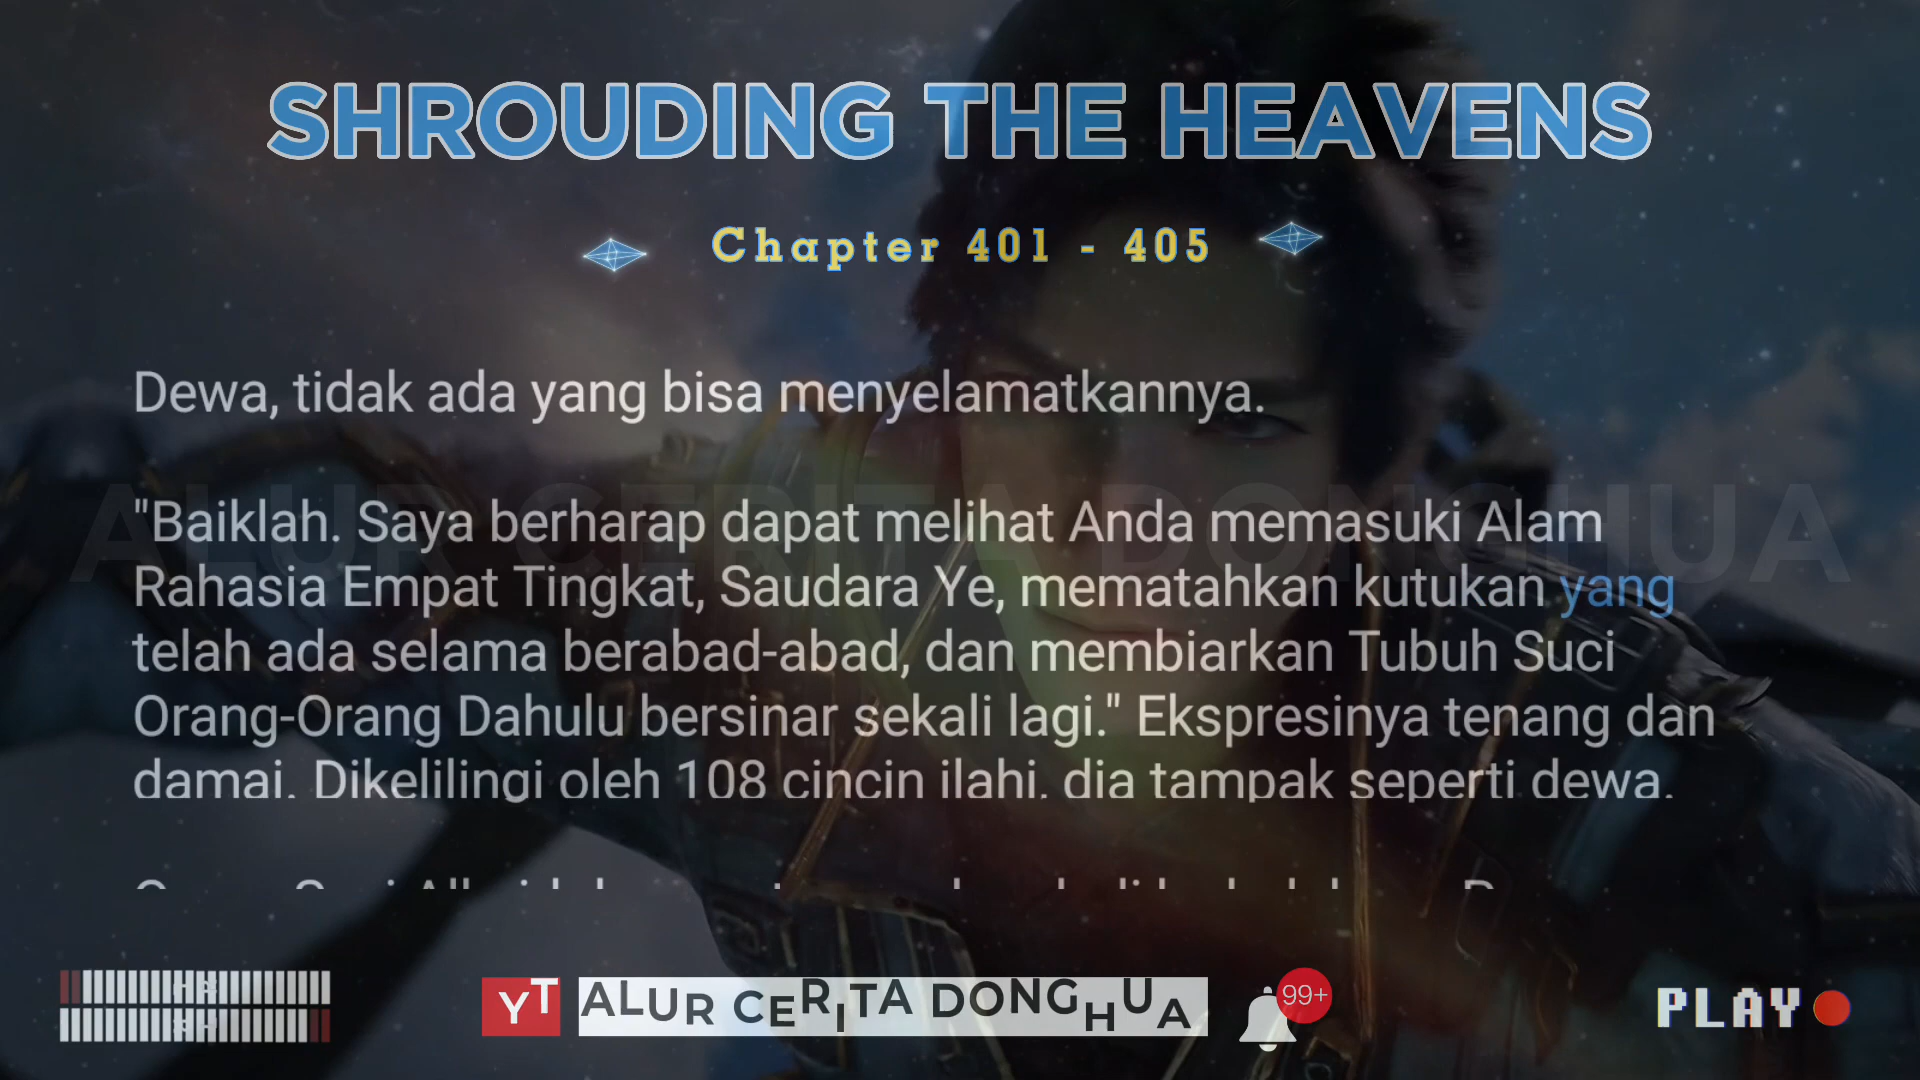 SHROUDING THE HEAVENS
Chapter 401 - 405
Dewa, tidak ada yang bisa menyelamatkannya.
ALUR CERITA DONGHUA
"Baiklah. Saya berharap dapat melihat Anda memasuki Alam
Rahasia Empat Tingkat, Saudara Ye, mematahkan kutukan yang
telah ada selama berabad-abad, dan membiarkan Tubuh Suci
Orang-Orang Dahulu bersinar sekali lagi." Ekspresinya tenang dan
damai. Dikelilingi oleh 108 cincin ilahi, dia tampak seperti dewa.
YT ALUR CERITA DONGHUA 99+
PLAY